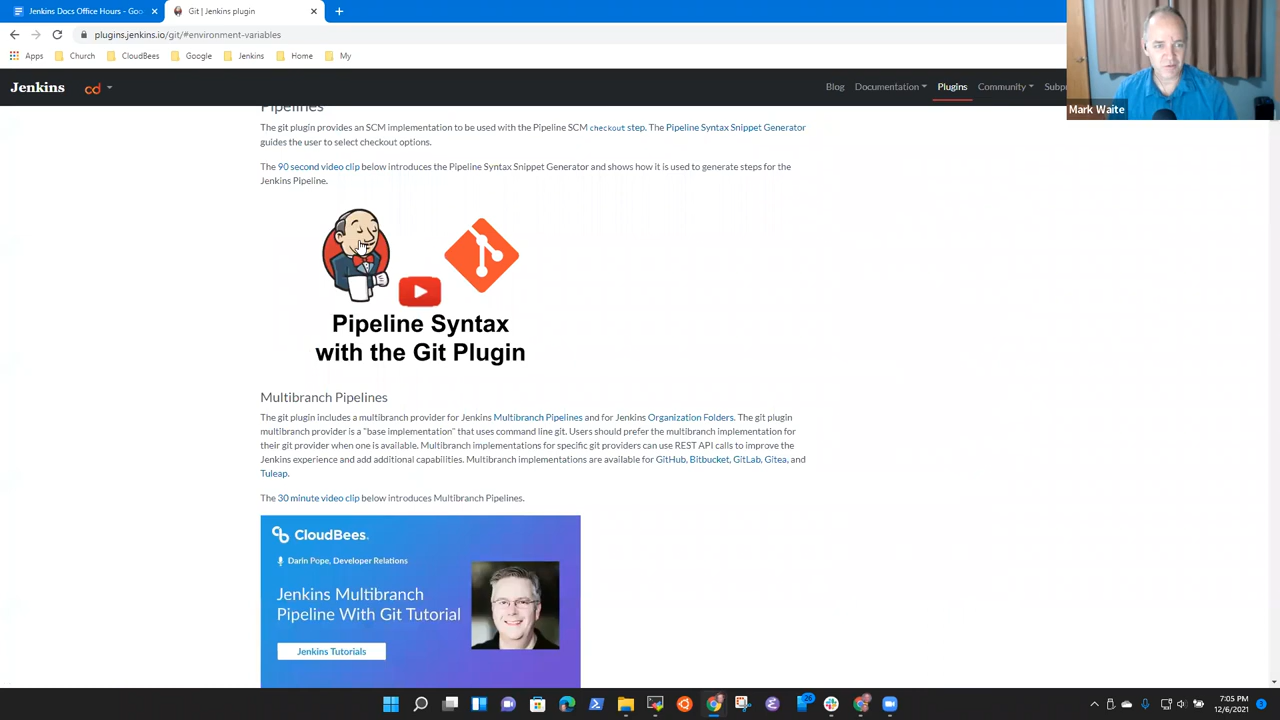 Jenkins Docs Office Hours - Goo
Git | Jenkins plugin
plugins.jenkins.io/git/#environment-variables
Apps
Church
CloudBees
Google
Jenkins
Home
My
Jenkins
cd
Blog
Documentation
Plugins
Community
Subp
Mark Waite
Pipelines
The git plugin provides an SCM implementation to be used with the Pipeline SCM checkout step. The Pipeline Syntax Snippet Generator
guides the user to select checkout options.
The 90 second video clip below introduces the Pipeline Syntax Snippet Generator and shows how it is used to generate steps for the
Jenkins Pipeline.
Pipeline Syntax
with the Git Plugin
Multibranch Pipelines
The git plugin includes a multibranch provider for Jenkins Multibranch Pipelines and for Jenkins Organization Folders. The git plugin
multibranch provider is a "base implementation" that uses command line git. Users should prefer the multibranch implementation for
their git provider when one is available. Multibranch implementations for specific git providers can use REST API calls to improve the
Jenkins experience and add additional capabilities. Multibranch implementations are available for GitHub, Bitbucket, GitLab, Gitea, and
Tuleap.
The 30 minute video clip below introduces Multibranch Pipelines.
CloudBees.
Darin Pope, Developer Relations
Jenkins Multibranch
Pipeline With Git Tutorial
Jenkins Tutorials
26
7:05 PM
12/6/2021